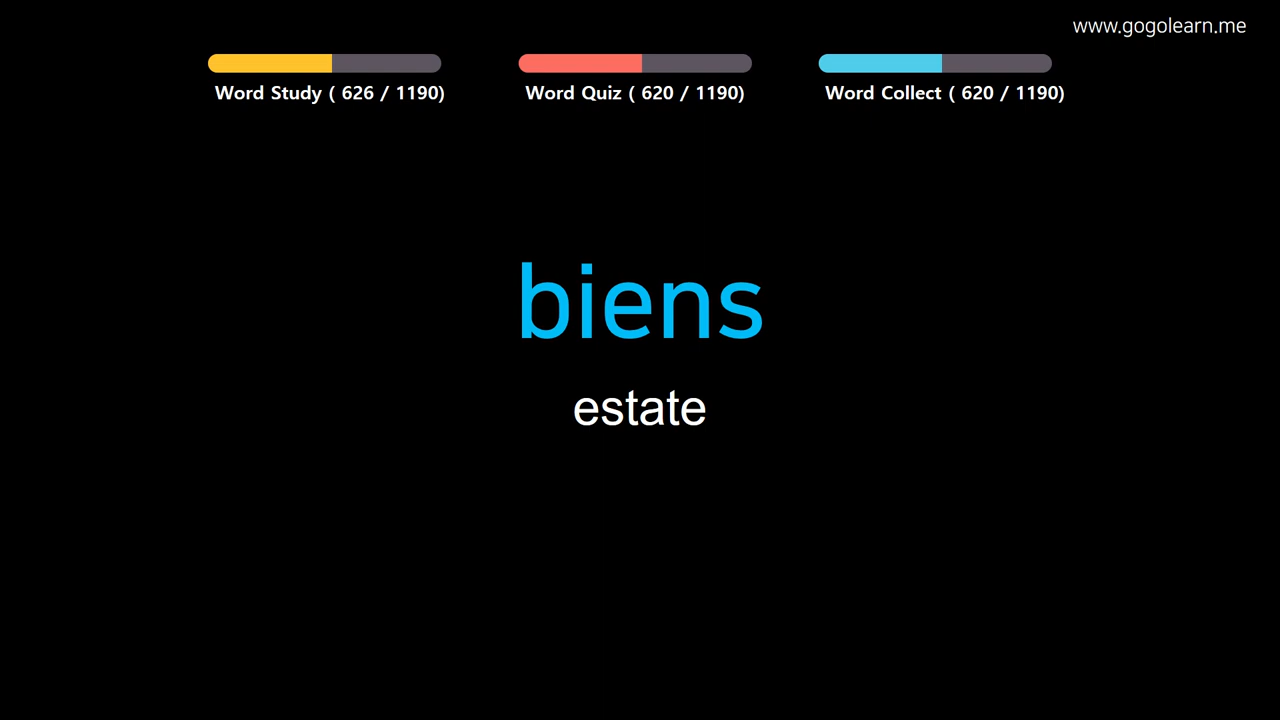 www.gogolearn.me
Word Study ( 626 / 1190)
Word Quiz ( 620 / 1190)
Word Collect ( 620 / 1190)
biens
estate